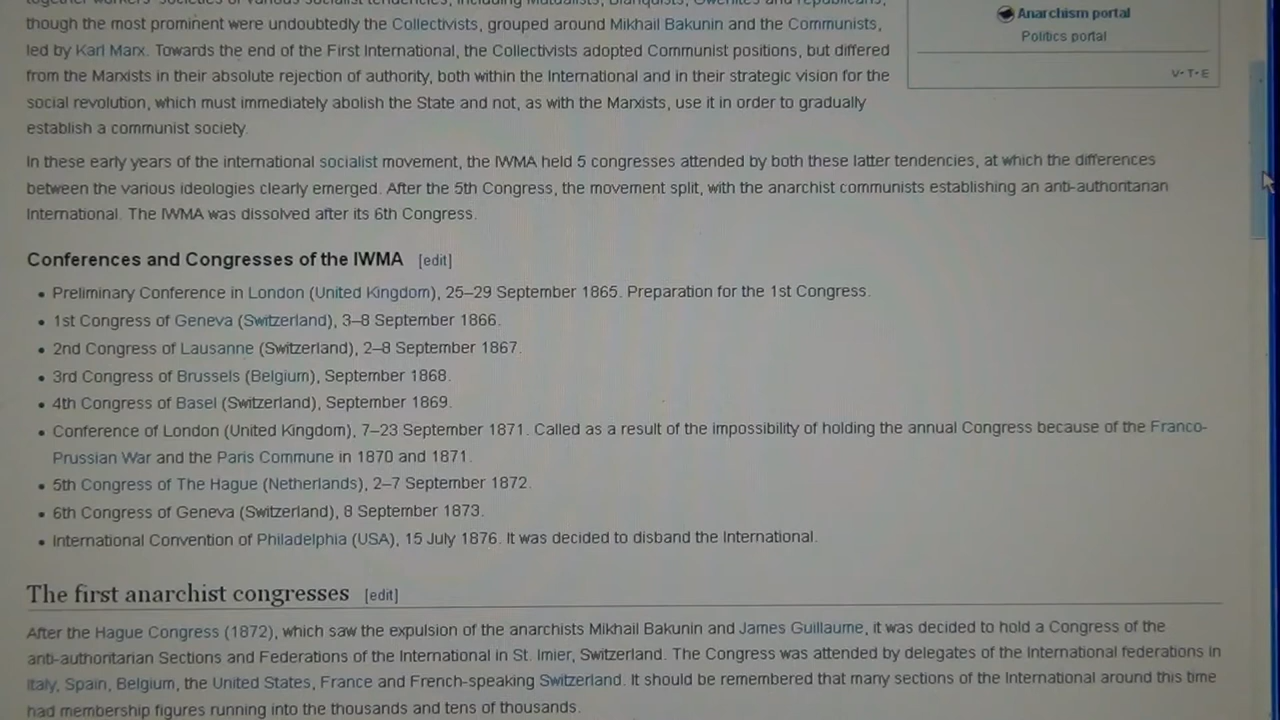 together workers' societies of various socialist tendencies, including Mutualists, Blanquists, Owenites and republicans,
though the most prominent were undoubtedly the Collectivists, grouped around Mikhail Bakunin and the Communists,
led by Karl Marx. Towards the end of the First International, the Collectivists adopted Communist positions, but differed
from the Marxists in their absolute rejection of authority, both within the International and in their strategic vision for the
social revolution, which must immediately abolish the State and not, as with the Marxists, use it in order to gradually
establish a communist society.
Anarchism portal
Politics portal
V·T·E
In these early years of the international socialist movement, the IWMA held 5 congresses attended by both these latter tendencies, at which the differences
between the various ideologies clearly emerged. After the 5th Congress, the movement split, with the anarchist communists establishing an anti-authoritarian
International. The IWMA was dissolved after its 6th Congress.
Conferences and Congresses of the IWMA [edit]
• Preliminary Conference in London (United Kingdom), 25–29 September 1865. Preparation for the 1st Congress.
• 1st Congress of Geneva (Switzerland), 3–8 September 1866.
• 2nd Congress of Lausanne (Switzerland), 2–8 September 1867.
• 3rd Congress of Brussels (Belgium), September 1868.
• 4th Congress of Basel (Switzerland), September 1869.
• Conference of London (United Kingdom), 7–23 September 1871. Called as a result of the impossibility of holding the annual Congress because of the Franco-
Prussian War and the Paris Commune in 1870 and 1871.
• 5th Congress of The Hague (Netherlands), 2–7 September 1872.
• 6th Congress of Geneva (Switzerland), 8 September 1873.
• International Convention of Philadelphia (USA), 15 July 1876. It was decided to disband the International.
The first anarchist congresses [edit]
After the Hague Congress (1872), which saw the expulsion of the anarchists Mikhail Bakunin and James Guillaume, it was decided to hold a Congress of the
anti-authoritarian Sections and Federations of the International in St. Imier, Switzerland. The Congress was attended by delegates of the International federations in
Italy, Spain, Belgium, the United States, France and French-speaking Switzerland. It should be remembered that many sections of the International around this time
had membership figures running into the thousands and tens of thousands.